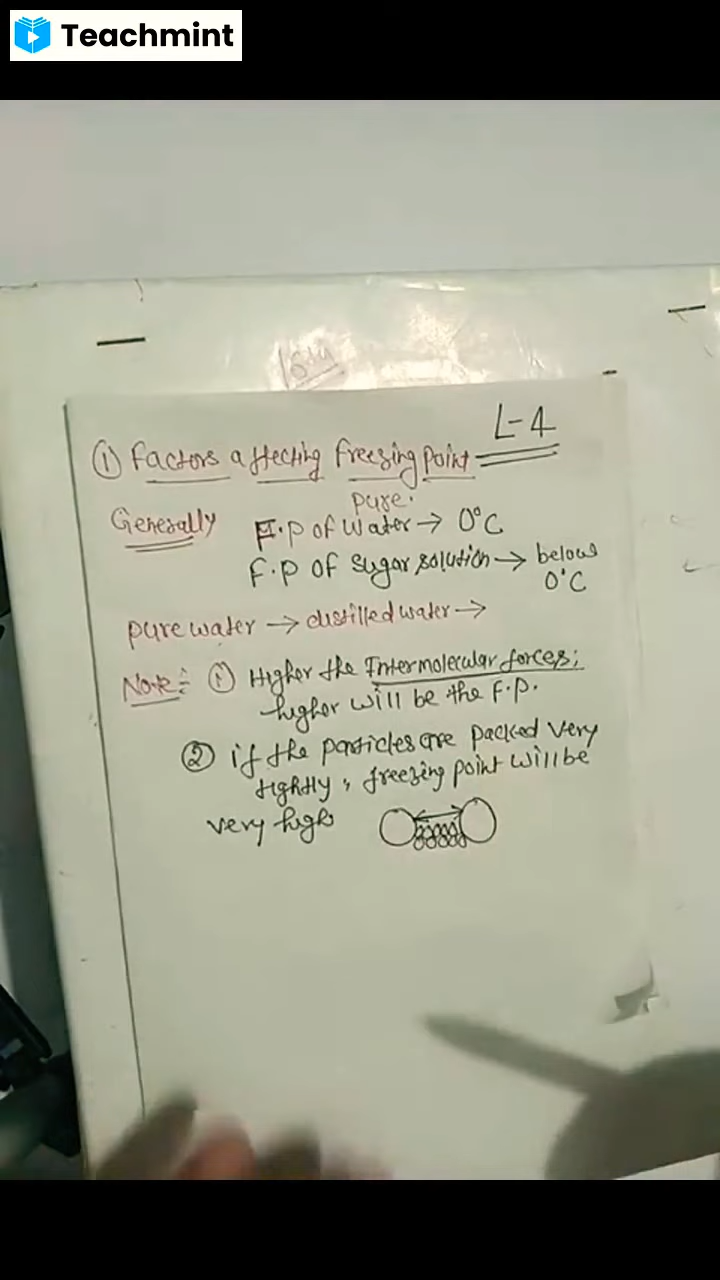 Teachmint
L-4
① Factors affecting freezing Point
pure.
Generally F.p of Water → 0°C
F.p of sugar solution → below
0°C
pure water → distilled water →
Note:- ① Higher the Intermolecular forces;
higher will be the F.p.
② if the particles are packed very
tightly, freezing point will be
very high